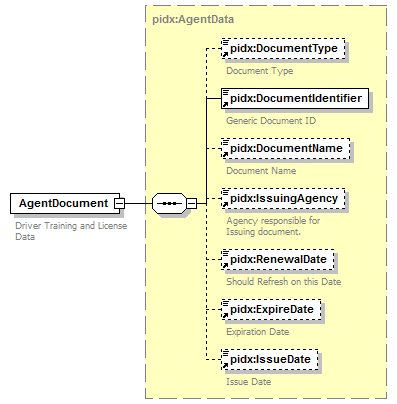 pidx:AgentData
pidx:DocumentType
Document Type
pidx:DocumentIdentifier
Generic Document ID
pidx:DocumentName
Document Name
AgentDocument
Driver Training and License
Data
pidx:IssuingAgency
Agency responsible for
Issuing document.
pidx:RenewalDate
Should Refresh on this Date
pidx:ExpireDate
Expiration Date
pidx:IssueDate
Issue Date